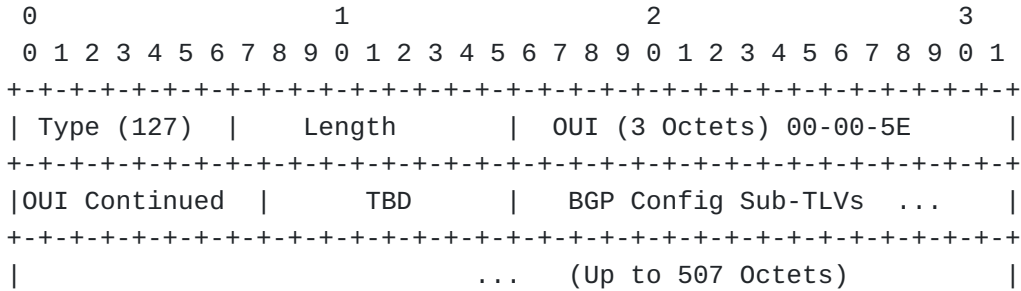 0                   1                   2                   3
 0 1 2 3 4 5 6 7 8 9 0 1 2 3 4 5 6 7 8 9 0 1 2 3 4 5 6 7 8 9 0 1
+-+-+-+-+-+-+-+-+-+-+-+-+-+-+-+-+-+-+-+-+-+-+-+-+-+-+-+-+-+-+-+-+
| Type (127)  |    Length       |  OUI (3 Octets) 00-00-5E      |
+-+-+-+-+-+-+-+-+-+-+-+-+-+-+-+-+-+-+-+-+-+-+-+-+-+-+-+-+-+-+-+-+
|OUI Continued  |      TBD      |   BGP Config Sub-TLVs  ...    |
+-+-+-+-+-+-+-+-+-+-+-+-+-+-+-+-+-+-+-+-+-+-+-+-+-+-+-+-+-+-+-+-+
|                             ...   (Up to 507 Octets)          |